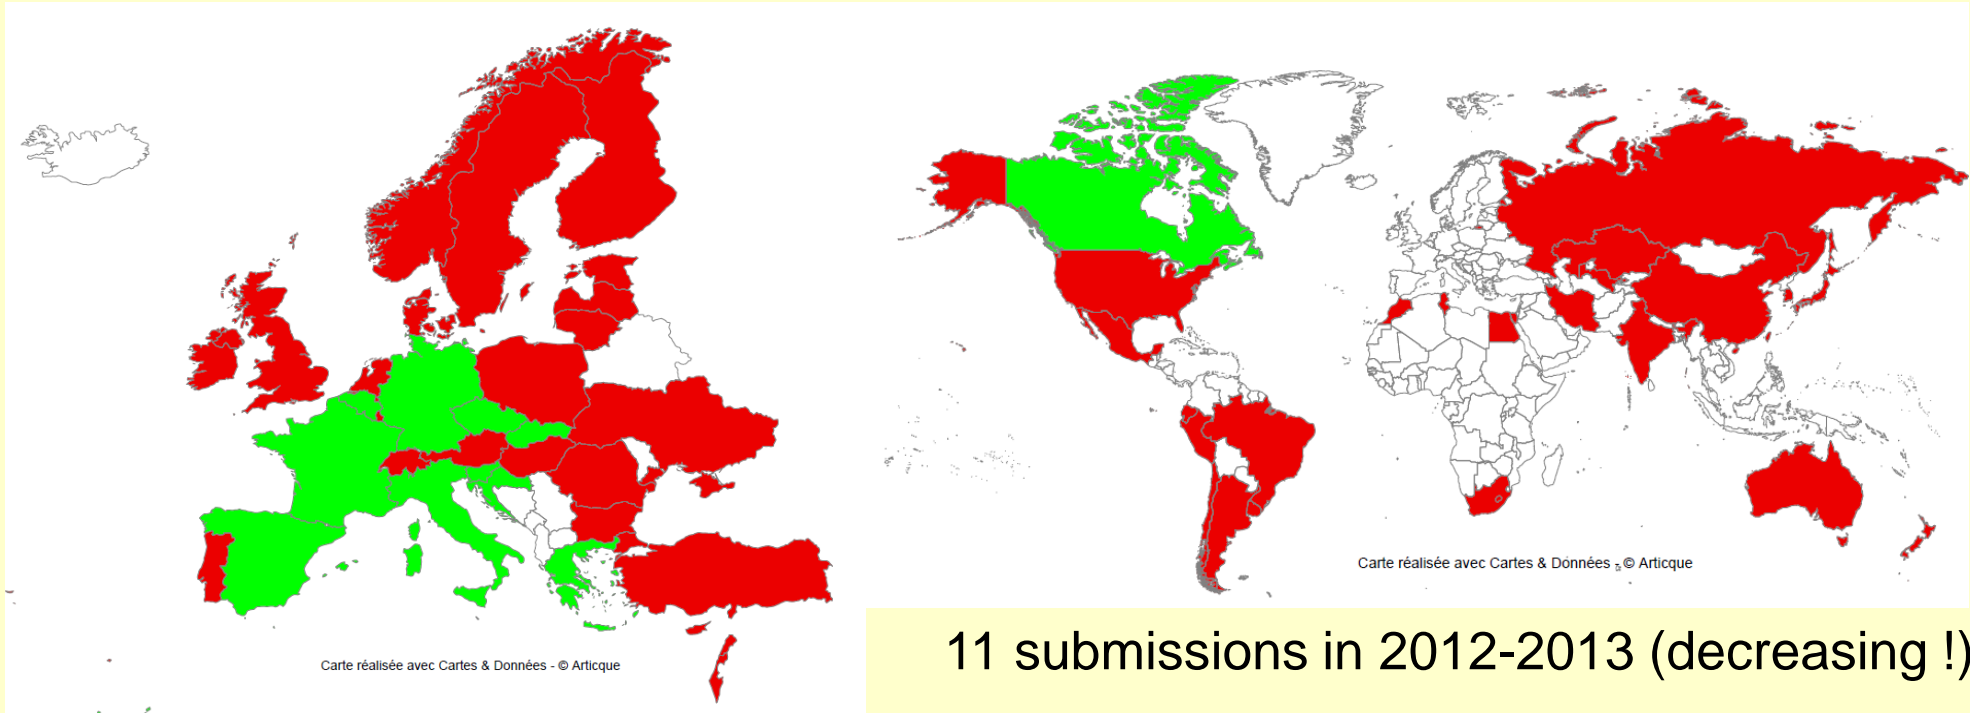 Carte réalisée avec Cartes & Données - © Articque
Carte réalisée avec Cartes & Données - © Articque
11 submissions in 2012-2013 (decreasing !)